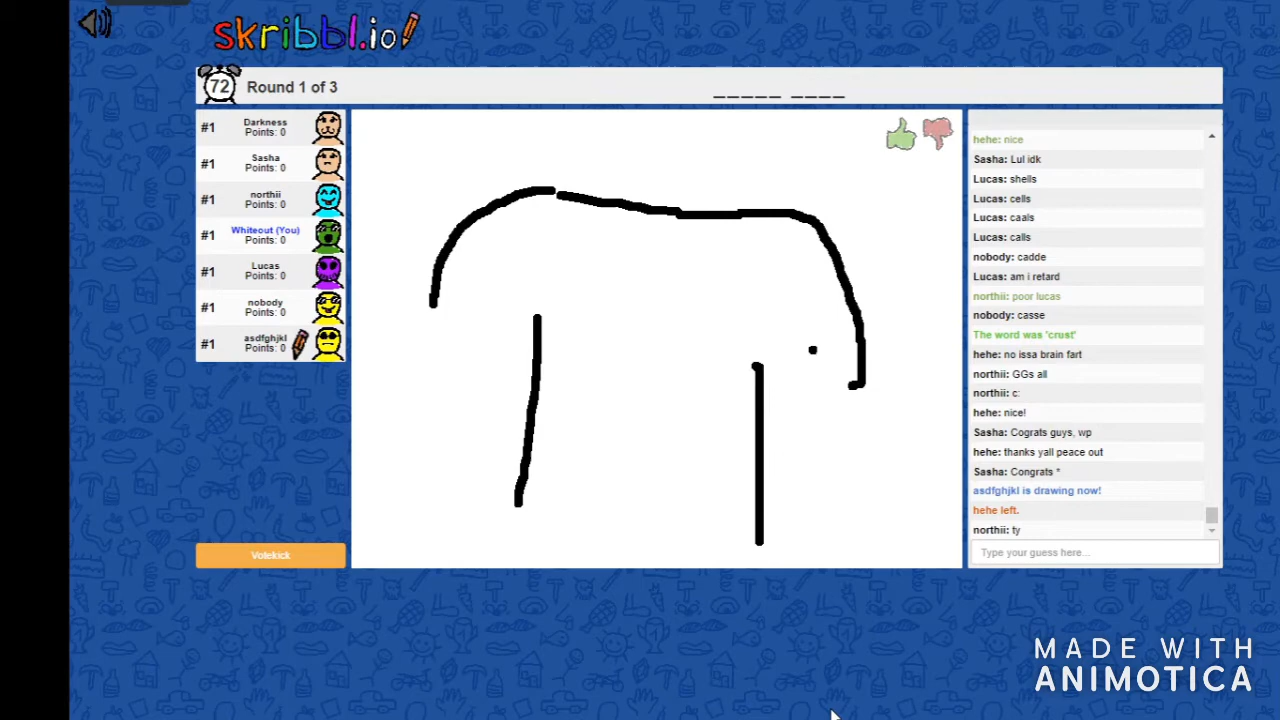 skribbl.io
72 Round 1 of 3 _____ ____
#1 Darkness
Points: 0
#1 Sasha
Points: 0
#1 northii
Points: 0
#1 Whiteout (You)
Points: 0
#1 Lucas
Points: 0
#1 nobody
Points: 0
#1 asdfghjkl
Points: 0
Votekick
hehe: nice
Sasha: Lul idk
Lucas: shells
Lucas: cells
Lucas: caals
Lucas: calls
nobody: cadde
Lucas: am i retard
northii: poor lucas
nobody: casse
The word was 'crust'
hehe: no issa brain fart
northii: GGs all
northii: c:
hehe: nice!
Sasha: Cograts guys, wp
hehe: thanks yall peace out
Sasha: Congrats *
asdfghjkl is drawing now!
hehe left.
northii: ty
Type your guess here...
MADE WITH
ANIMOTICA